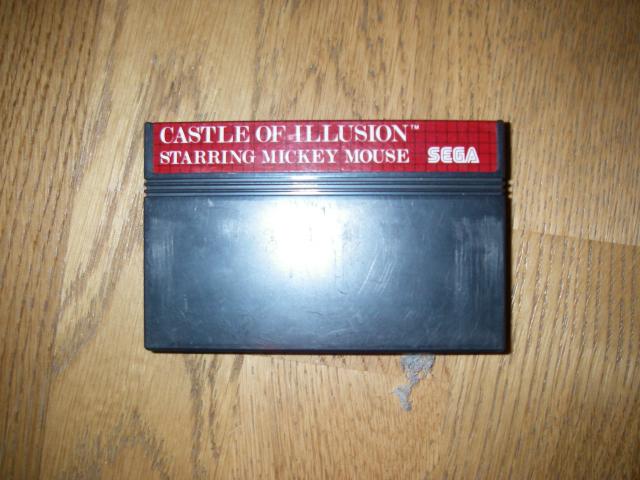 CASTLE OF ILLUSION™
STARRING MICKEY MOUSE SEGA